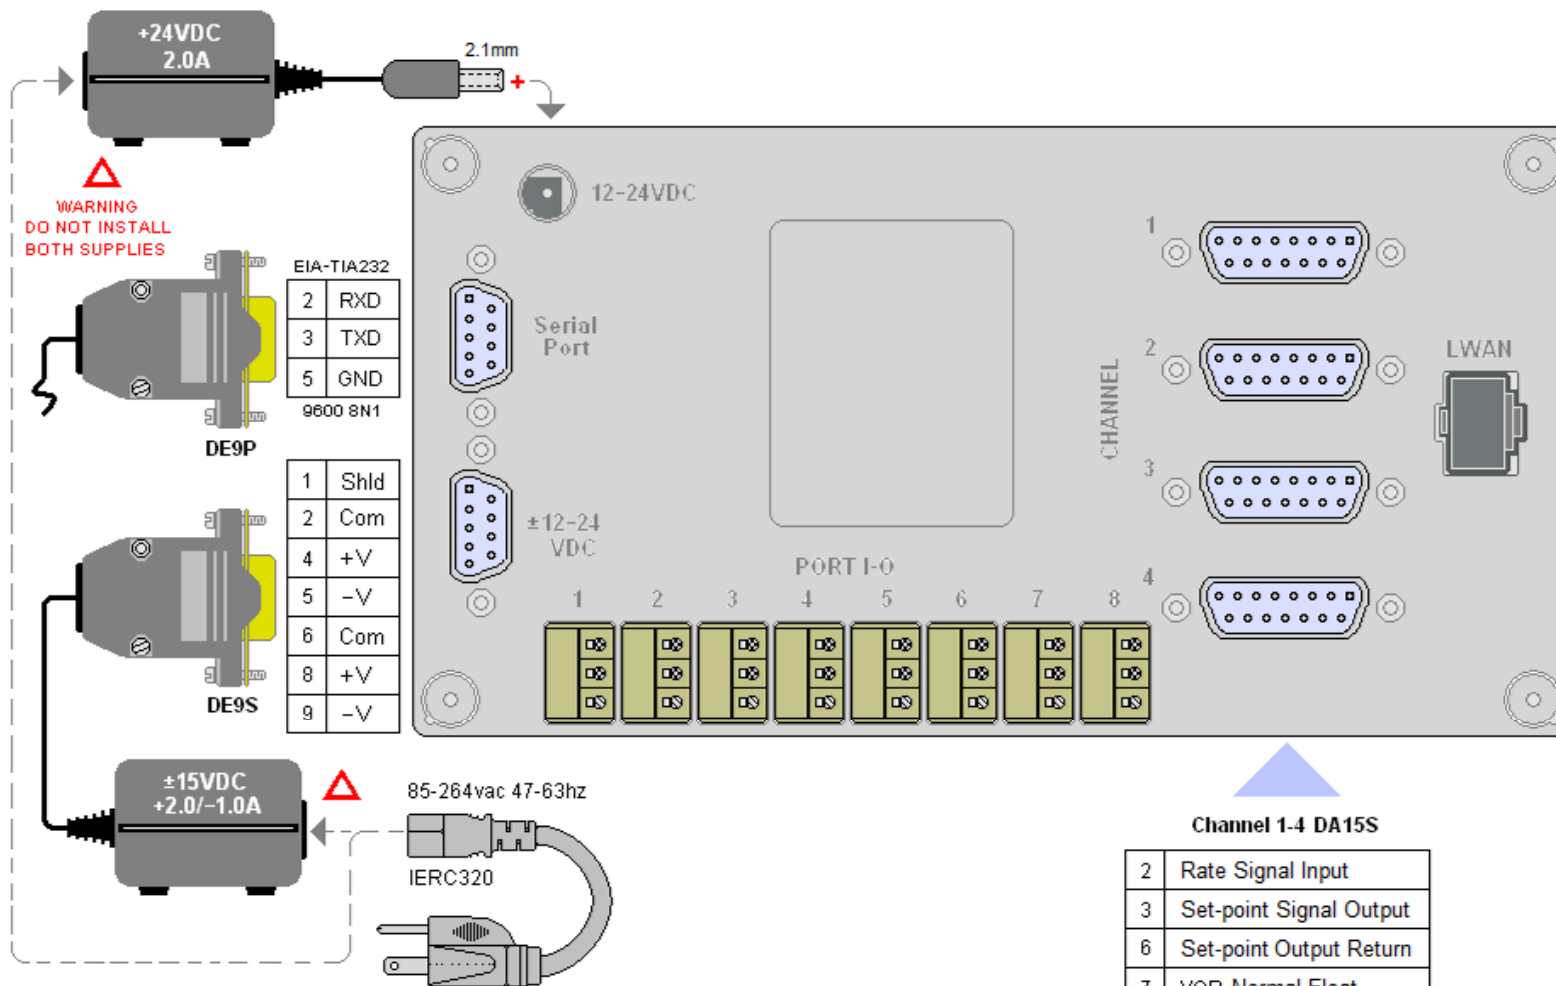 +24VDC
2.0A
2.1mm
+
WARNING
DO NOT INSTALL
BOTH SUPPLIES
12-24VDC
EIA-TIA232
2 RXD
3 TXD
5 GND
9600 8N1
DE9P
Serial
Port
1 Shld
2 Com
4 +V
5 -V
6 Com
8 +V
9 -V
DE9S
±12-24
VDC
PORT I-O
1 2 3 4 5 6 7 8
CHANNEL
1
2
3
4
LWAN
±15VDC
+2.0/-1.0A
85-264vac 47-63hz
IERC320
Channel 1-4 DA15S
2 Rate Signal Input
3 Set-point Signal Output
6 Set-point Output Return